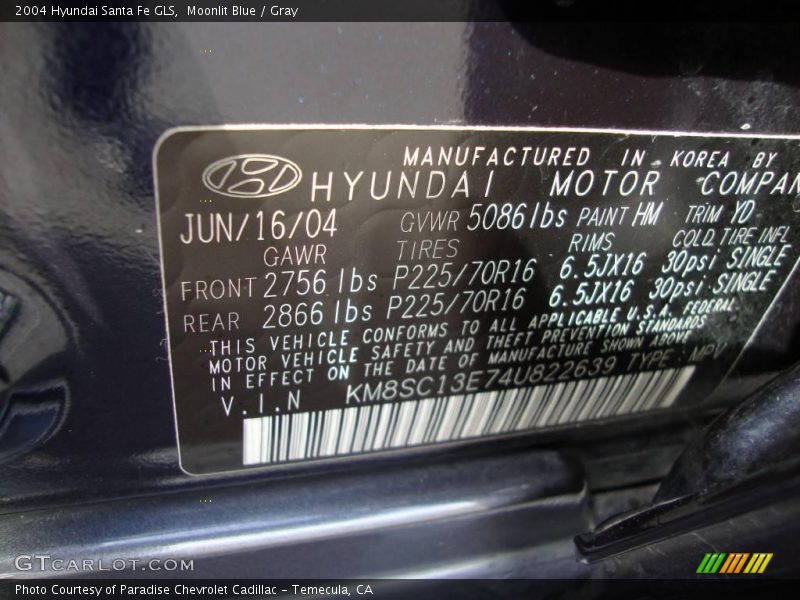 2004 Hyundai Santa Fe GLS, Moonlit Blue / Gray
MANUFACTURED IN KOREA BY
HYUNDAI MOTOR COMPAN
JUN/16/04 GVWR 5086lbs PAINT HM TRIM YD
GAWR TIRES RIMS COLD TIRE INFL
FRONT 2756 lbs P225/70R16 6.5JX16 30psi SINGLE
REAR 2866 lbs P225/70R16 6.5JX16 30psi SINGLE
THIS VEHICLE CONFORMS TO ALL APPLICABLE U.S.A. FEDERAL
MOTOR VEHICLE SAFETY AND THEFT PREVENTION STANDARDS
IN EFFECT ON THE DATE OF MANUFACTURE SHOWN ABOVE
V.I.N KM8SC13E74U822639 TYPE : MPV
GTCARLOT.COM
Photo Courtesy of Paradise Chevrolet Cadillac - Temecula, CA